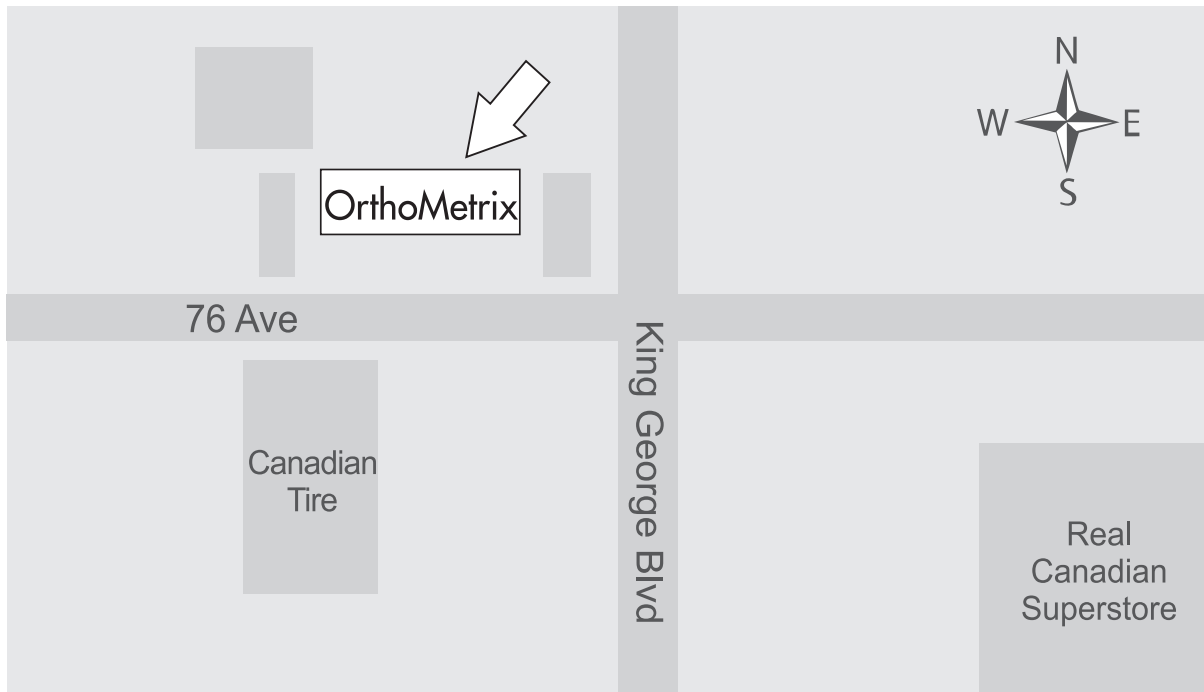 N
W
E
S
OrthoMetrix
76 Ave
King George Blvd
Canadian
Tire
Real
Canadian
Superstore